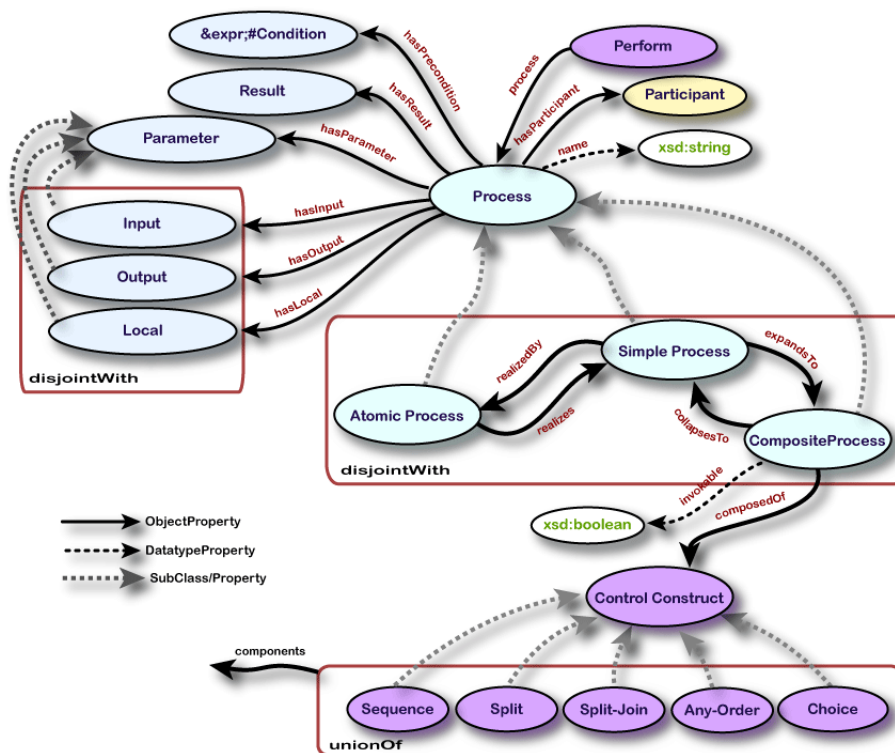 &expr;#Condition
Perform
hasPrecondition
process
Result
hasResult
hasParticipant
Participant
Parameter
hasParameter
name
xsd:string
Process
Input
hasInput
Output
hasOutput
Local
hasLocal
disjointWith
Simple Process
realizedBy
expandsTo
Atomic Process
realizes
collapsesTo
CompositeProcess
disjointWith
invokable
composedOf
ObjectProperty
xsd:boolean
DatatypeProperty
SubClass/Property
Control Construct
components
Sequence
Split
Split-Join
Any-Order
Choice
unionOf